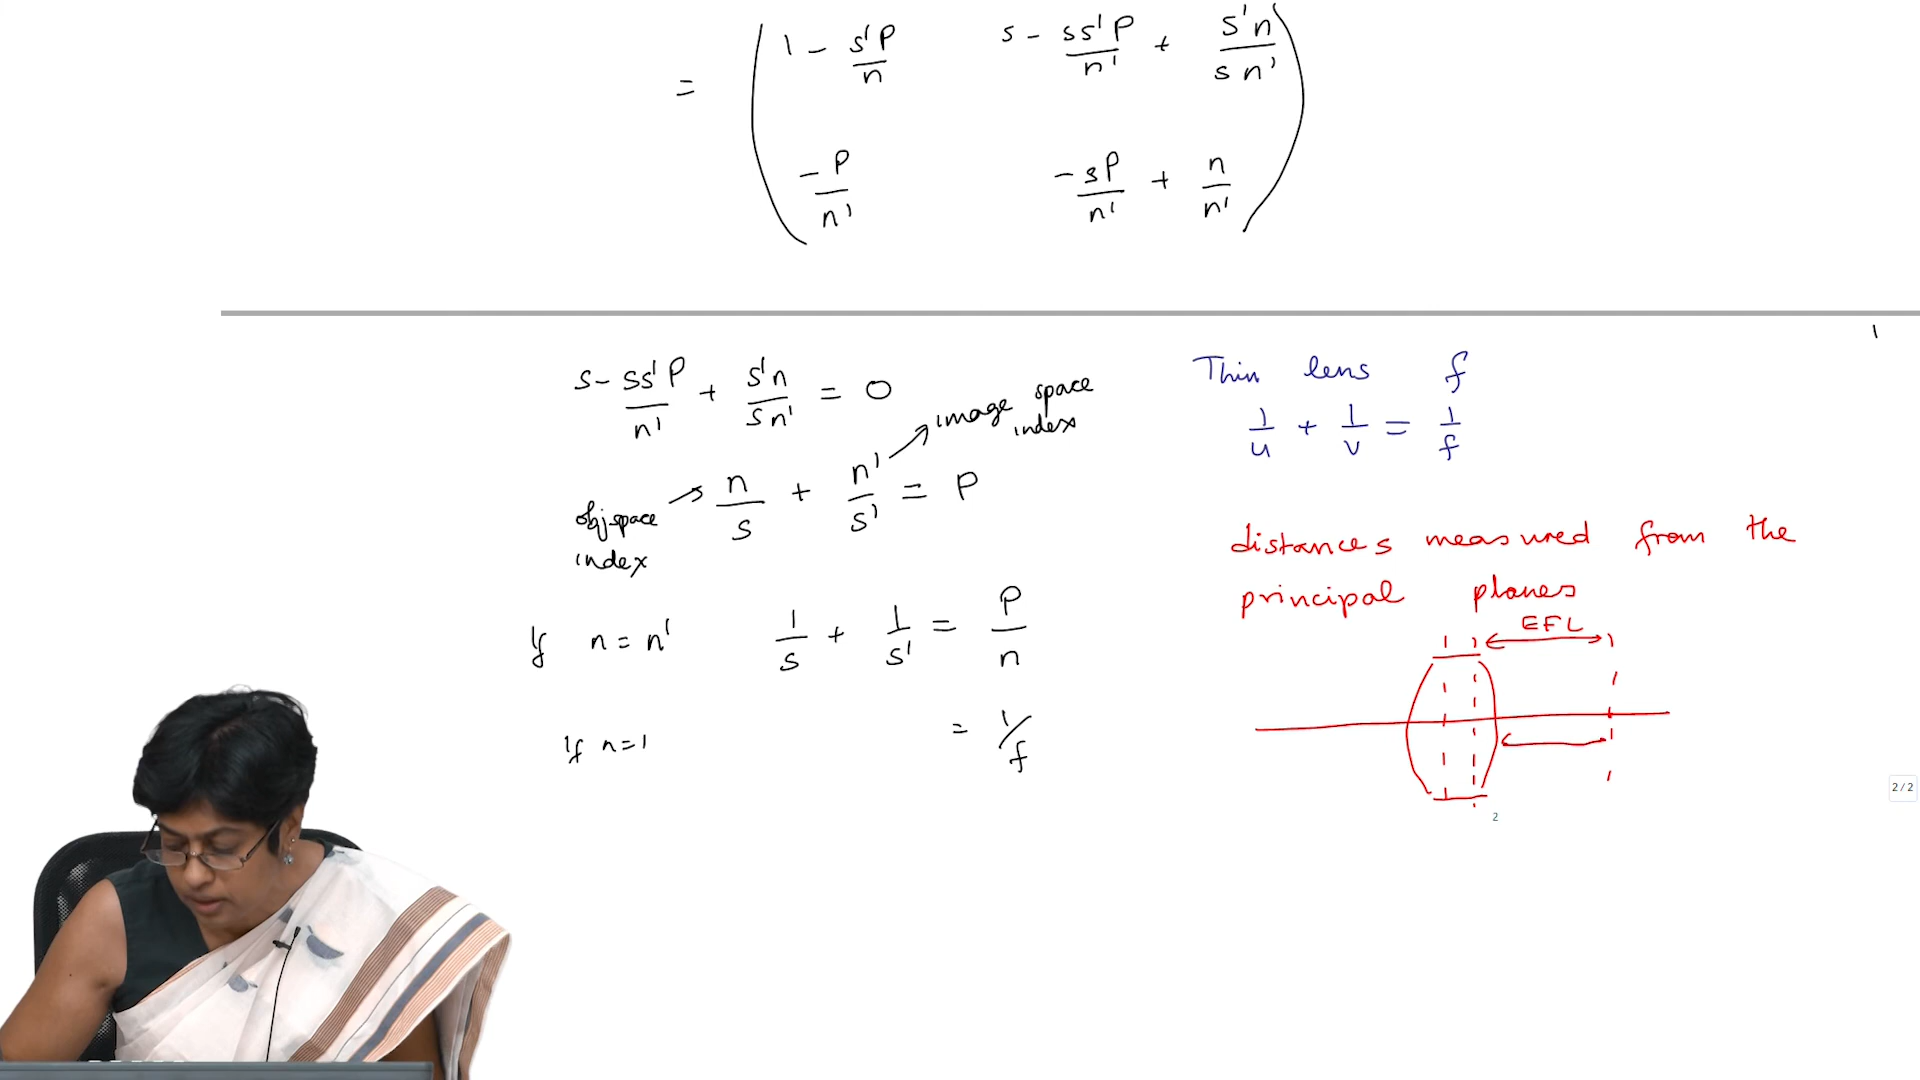 = ( 1 - s'P/n    s - ss'P/n' + s'n/sn'
-P/n'    -sP/n' + n/n' )
1
s - ss'P/n' + s'n/sn' = 0
image space
index
n/s + n'/s' = P
obj space
index
If n = n'    1/s + 1/s' = P/n
If n=1    = 1/f
Thin lens f
1/u + 1/v = 1/f
distances measured from the
principal planes
EFL
2
2 / 2